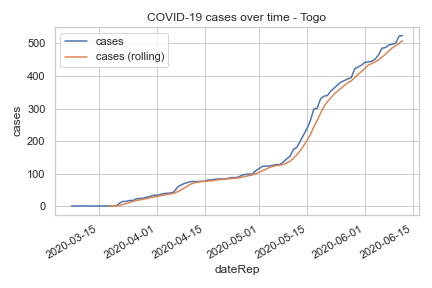 COVID-19 cases over time - Togo
cases
cases (rolling)
500
400
300
200
100
0
cases
2020-03-15
2020-04-01
2020-04-15
2020-05-01
2020-05-15
2020-06-01
2020-06-15
dateRep